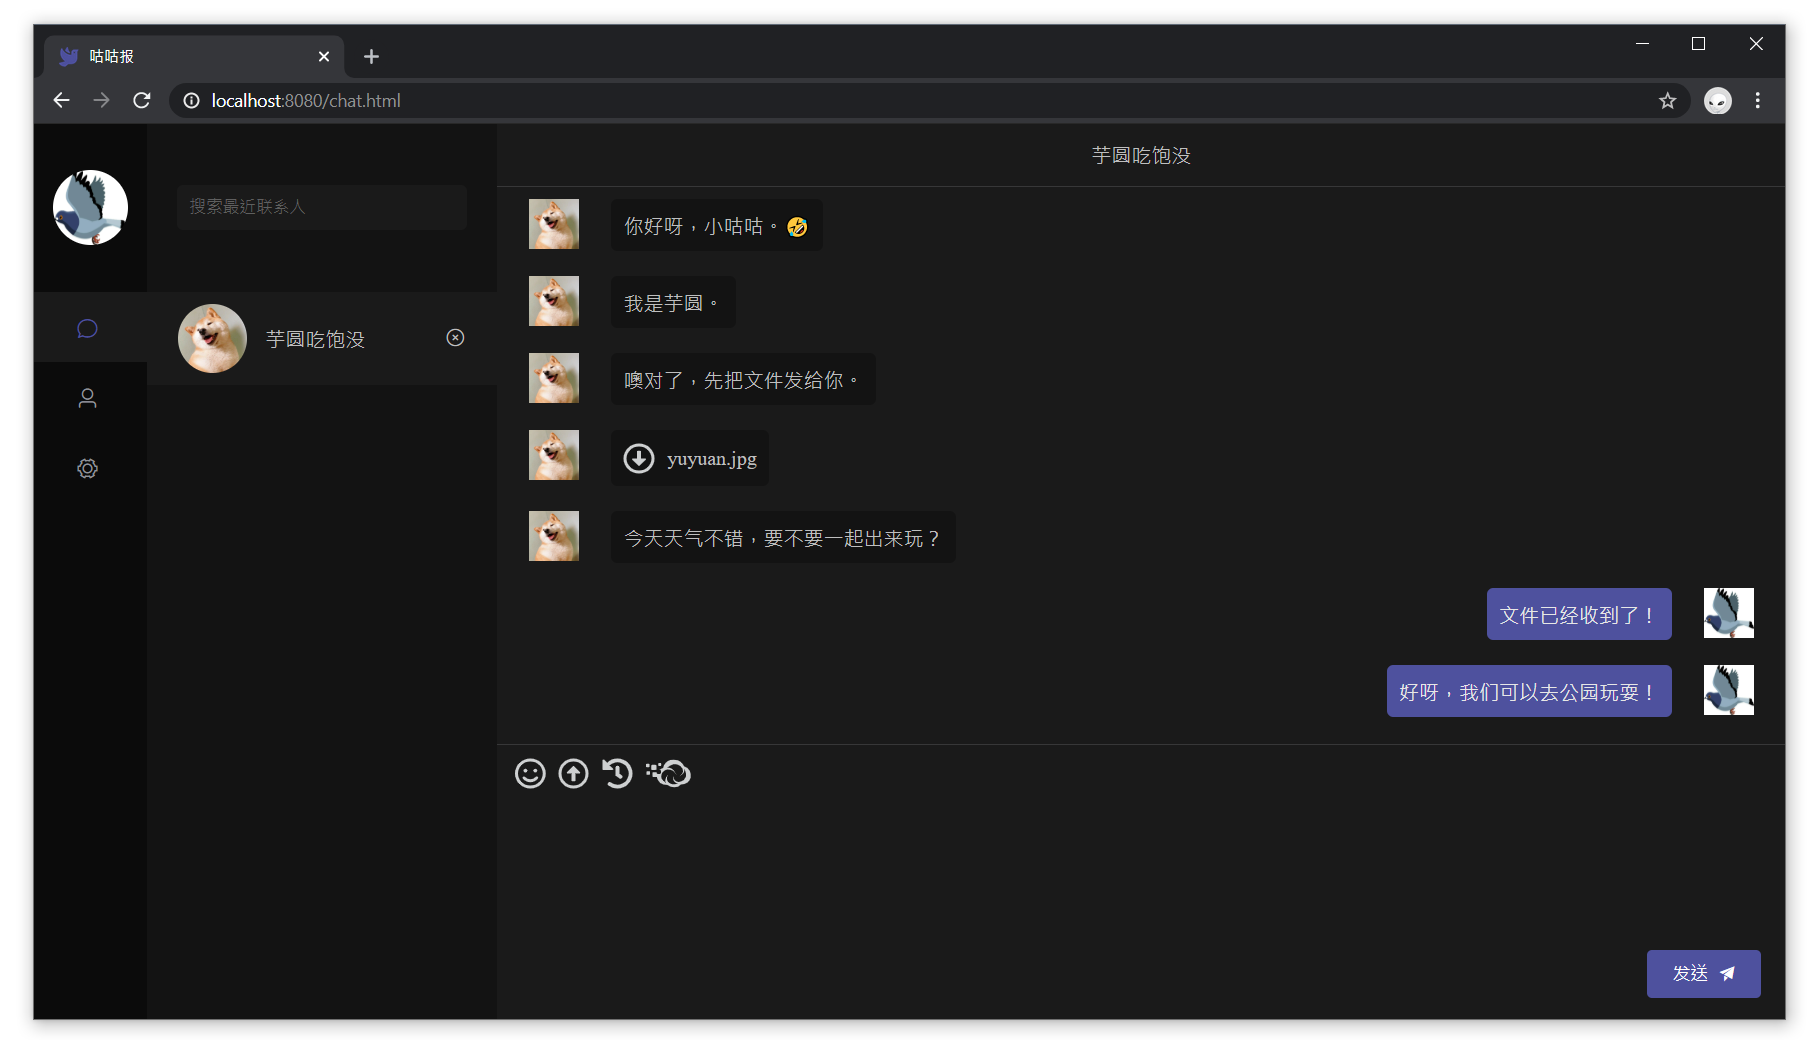 咕咕报
localhost:8080/chat.html
搜索最近联系人
芋圆吃饱没
芋圆吃饱没
你好呀，小咕咕。🤣
我是芋圆。
噢对了，先把文件发给你。
yuyuan.jpg
今天天气不错，要不要一起出来玩？
文件已经收到了！
好呀，我们可以去公园玩耍！
发送